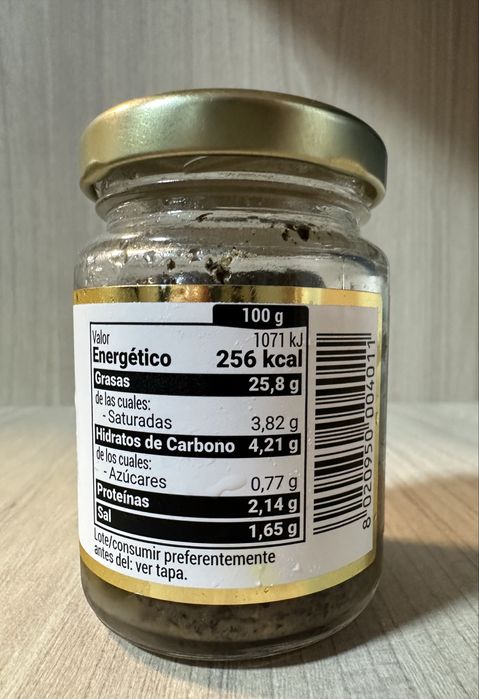 100 g
Valor 1071 kJ
Energético 256 kcal
Grasas 25,8 g
de las cuales:
- Saturadas 3,82 g
Hidratos de Carbono 4,21 g
de los cuales:
- Azúcares 0,77 g
Proteínas 2,14 g
Sal 1,65 g
Lote/consumir preferentemente
antes del: ver tapa.
8 020950 004011